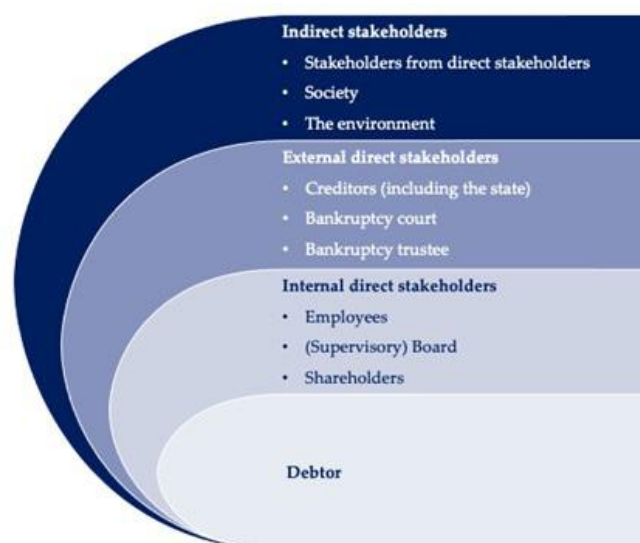 Indirect stakeholders
• Stakeholders from direct stakeholders
• Society
• The environment
External direct stakeholders
• Creditors (including the state)
• Bankruptcy court
• Bankruptcy trustee
Internal direct stakeholders
• Employees
• (Supervisory) Board
• Shareholders
Debtor